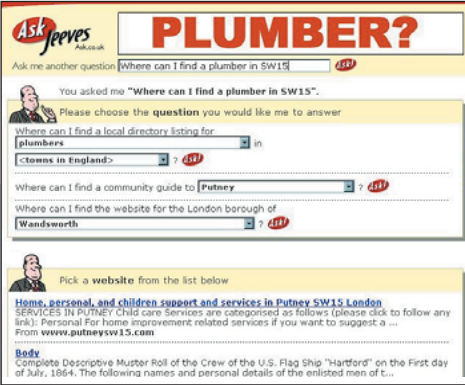 Ask Jeeves
Ask.co.uk
PLUMBER?
Ask me another question Where can I find a plumber in SW15 Ask!
You asked me "Where can I find a plumber in SW15".
Please choose the question you would like me to answer
Where can I find a local directory listing for
plumbers in
<towns in England> ? Ask!
Where can I find a community guide to Putney ? Ask!
Where can I find the website for the London borough of
Wandsworth ? Ask!
Pick a website from the list below
Home, personal, and children support and services in Putney SW15 London
SERVICES IN PUTNEY Child care Services are categorised as follows (please click to follow any
link): Personal For home improvement related services if you want to suggest a ...
From www.putneysw15.com
Body
Complete Descriptive Muster Roll of the Crew of the U.S. Flag Ship "Hartford" on the First day
of July, 1864. The following names and personal details of the enlisted men of t...